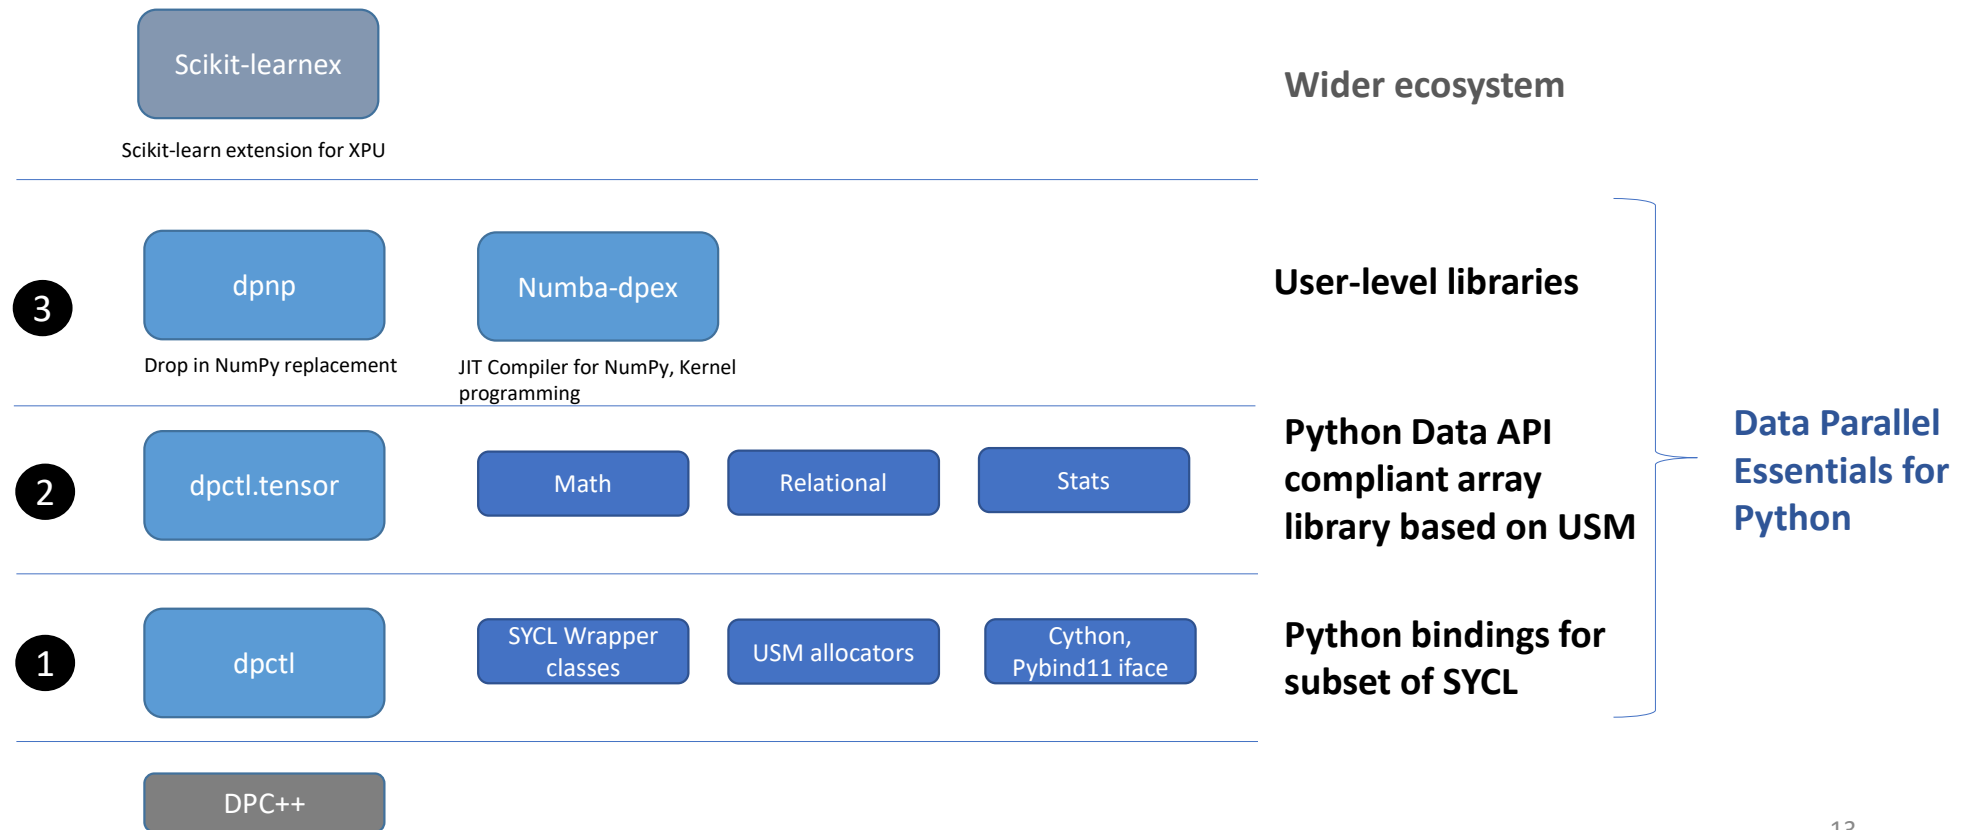 Scikit-learnex
Wider ecosystem
Scikit-learn extension for XPU
3
dpnp
Numba-dpex
User-level libraries
Drop in NumPy replacement
JIT Compiler for NumPy, Kernel
programming
2
dpctl.tensor
Math
Relational
Stats
Python Data API
compliant array
library based on USM
Data Parallel
Essentials for
Python
1
dpctl
SYCL Wrapper
classes
USM allocators
Cython,
Pybind11 iface
Python bindings for
subset of SYCL
DPC++
13